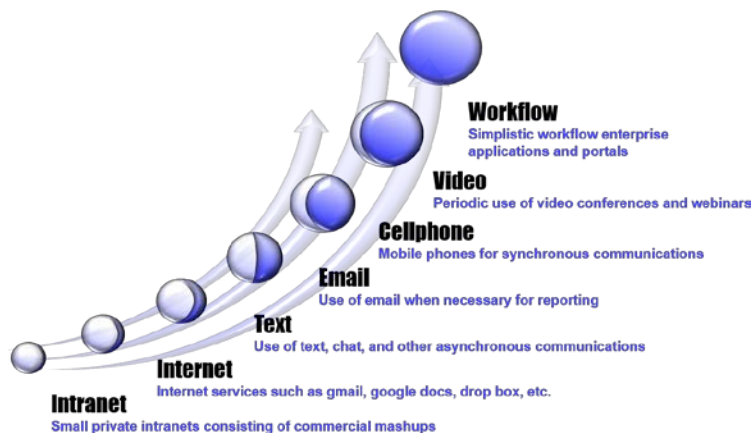 Workflow
Simplistic workflow enterprise
applications and portals
Video
Periodic use of video conferences and webinars
Cellphone
Mobile phones for synchronous communications
Email
Use of email when necessary for reporting
Text
Use of text, chat, and other asynchronous communications
Internet
Internet services such as gmail, google docs, drop box, etc.
Intranet
Small private intranets consisting of commercial mashups